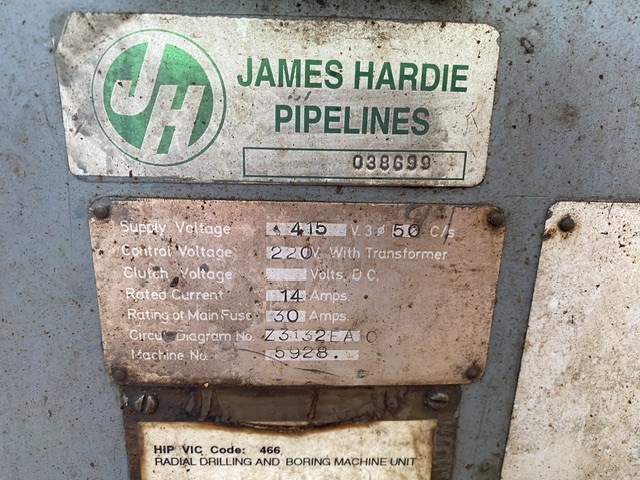 JH
JAMES HARDIE
PIPELINES
038699
Supply Voltage 415 V. 3ø 50 C/s
Control Voltage 220 V. With Transformer
Clutch Voltage Volts, D C,
Rated Current 14 Amps.
Rating of Main Fuse 30 Amps.
Circuit Diagram No. Z3132EA
Machine No. 5928.
HIP VIC Code: 466
RADIAL DRILLING AND BORING MACHINE UNIT